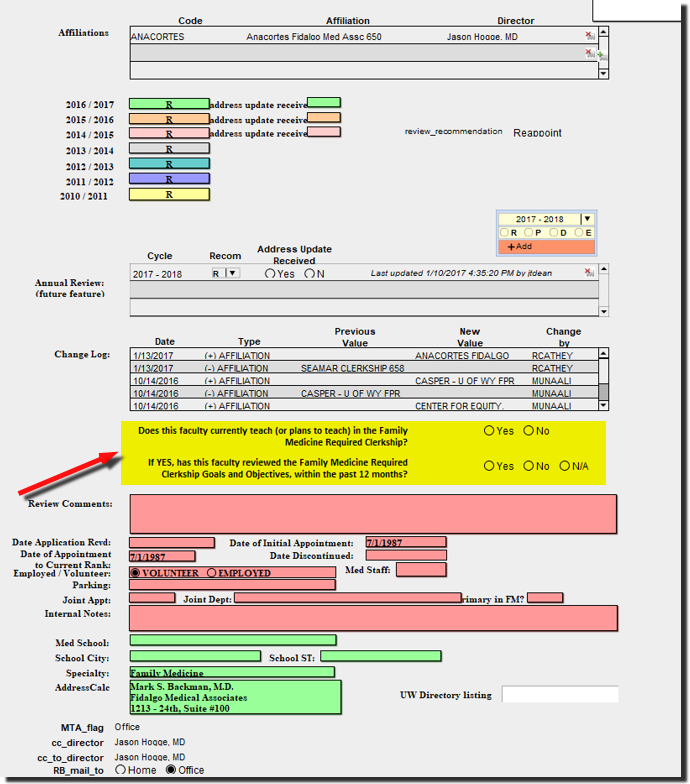 Code Affiliation Director
Affiliations
ANACORTES Anacortes Fidalgo Med Assc 650 Jason Hogge, MD
2016 / 2017 R address update receive
2015 / 2016 R address update receive
2014 / 2015 R address update receive
review_recommendation Reappoint
2013 / 2014 R
2012 / 2013 R
2011 / 2012 R
2010 / 2011 R
2017 - 2018
R P D E
+Add
Cycle Recom Address Update
Received
2017 - 2018 R Yes N Last updated 1/10/2017 4:35:20 PM by jtdean
Annual Review:
(future feature)
Previous New Change
Date Type Value Value by
Change Log:
1/13/2017 (+) AFFILIATION ANACORTES FIDALGO RCATHEY
1/13/2017 (-) AFFILIATION SEAMAR CLERKSHIP 658 RCATHEY
10/14/2016 (+) AFFILIATION CASPER - U OF WY FPR MUNAALI
10/14/2016 (-) AFFILIATION CASPER - U OF WY FPR MUNAALI
10/14/2016 (+) AFFILIATION CENTER FOR EQUITY, MUNAALI
Does this faculty currently teach (or plans to teach) in the Family
Medicine Required Clerkship?
Yes No
If YES, has this faculty reviewed the Family Medicine Required
Clerkship Goals and Objectives, within the past 12 months?
Yes No N/A
Review Comments:
Date Application Rcvd: Date of Initial Appointment: 7/1/1987
Date of Appointment
to Current Rank: 7/1/1987 Date Discontinued:
Employed / Volunteer: VOLUNTEER EMPLOYED Med Staff:
Parking:
Joint Appt: Joint Dept: rimary in FM?
Internal Notes:
Med School:
School City: School ST:
Specialty: Family Medicine
AddressCalc Mark S. Backman, M.D.
Fidalgo Medical Associates
1213 - 24th, Suite #100
UW Directory listing
MTA_flag Office
cc_director Jason Hogge, MD
cc_to_director Jason Hogge, MD
RB_mail_to Home Office